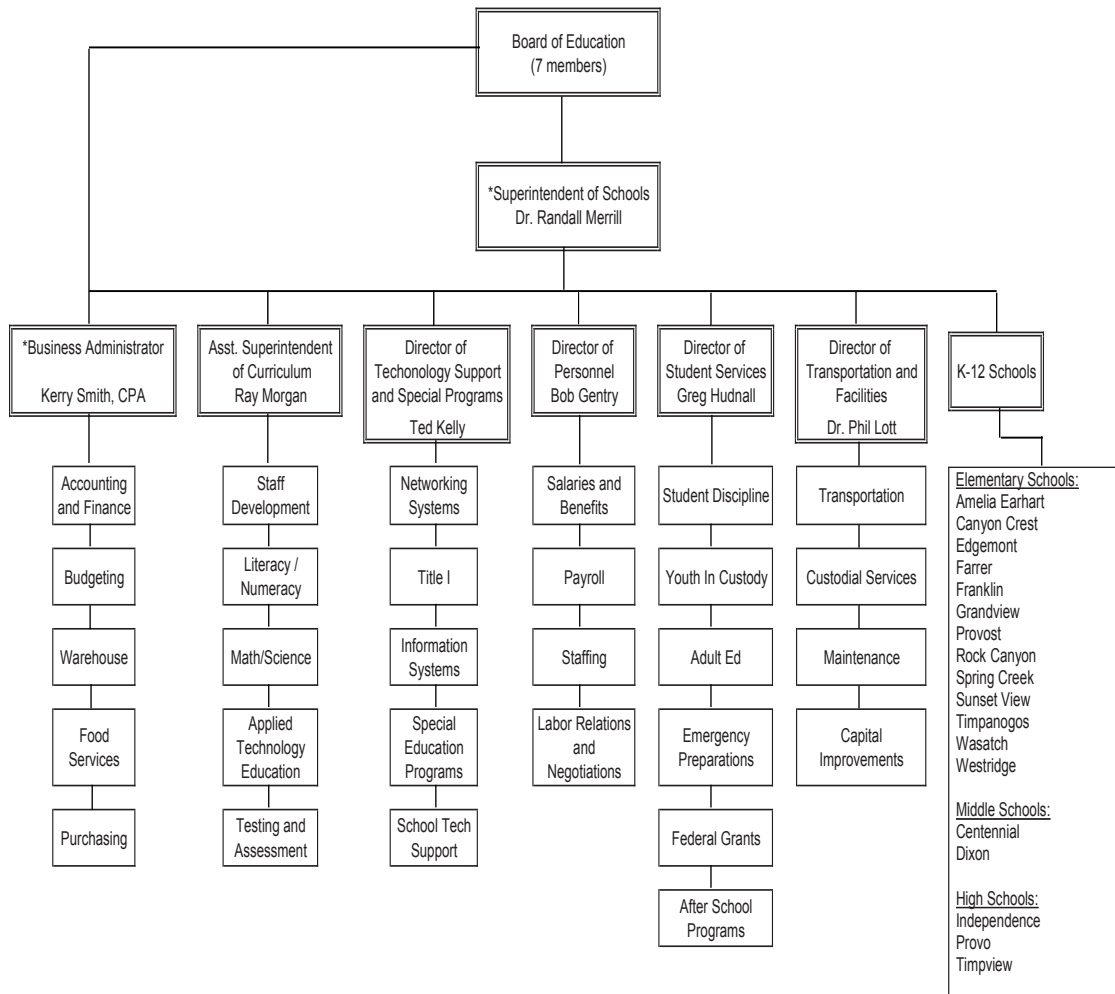 Board of Education
(7 members)
*Superintendent of Schools
Dr. Randall Merrill
*Business Administrator
Kerry Smith, CPA
Asst. Superintendent
of Curriculum
Ray Morgan
Director of
Techonology Support
and Special Programs
Ted Kelly
Director of
Personnel
Bob Gentry
Director of
Student Services
Greg Hudnall
Director of
Transportation and
Facilities
Dr. Phil Lott
K-12 Schools
Accounting
and Finance
Budgeting
Warehouse
Food
Services
Purchasing
Staff
Development
Literacy /
Numeracy
Math/Science
Applied
Technology
Education
Testing and
Assessment
Networking
Systems
Title I
Information
Systems
Special
Education
Programs
School Tech
Support
Salaries and
Benefits
Payroll
Staffing
Labor Relations
and
Negotiations
Student Discipline
Youth In Custody
Adult Ed
Emergency
Preparations
Federal Grants
After School
Programs
Transportation
Custodial Services
Maintenance
Capital
Improvements
Elementary Schools:
Amelia Earhart
Canyon Crest
Edgemont
Farrer
Franklin
Grandview
Provost
Rock Canyon
Spring Creek
Sunset View
Timpanogos
Wasatch
Westridge
Middle Schools:
Centennial
Dixon
High Schools:
Independence
Provo
Timpview